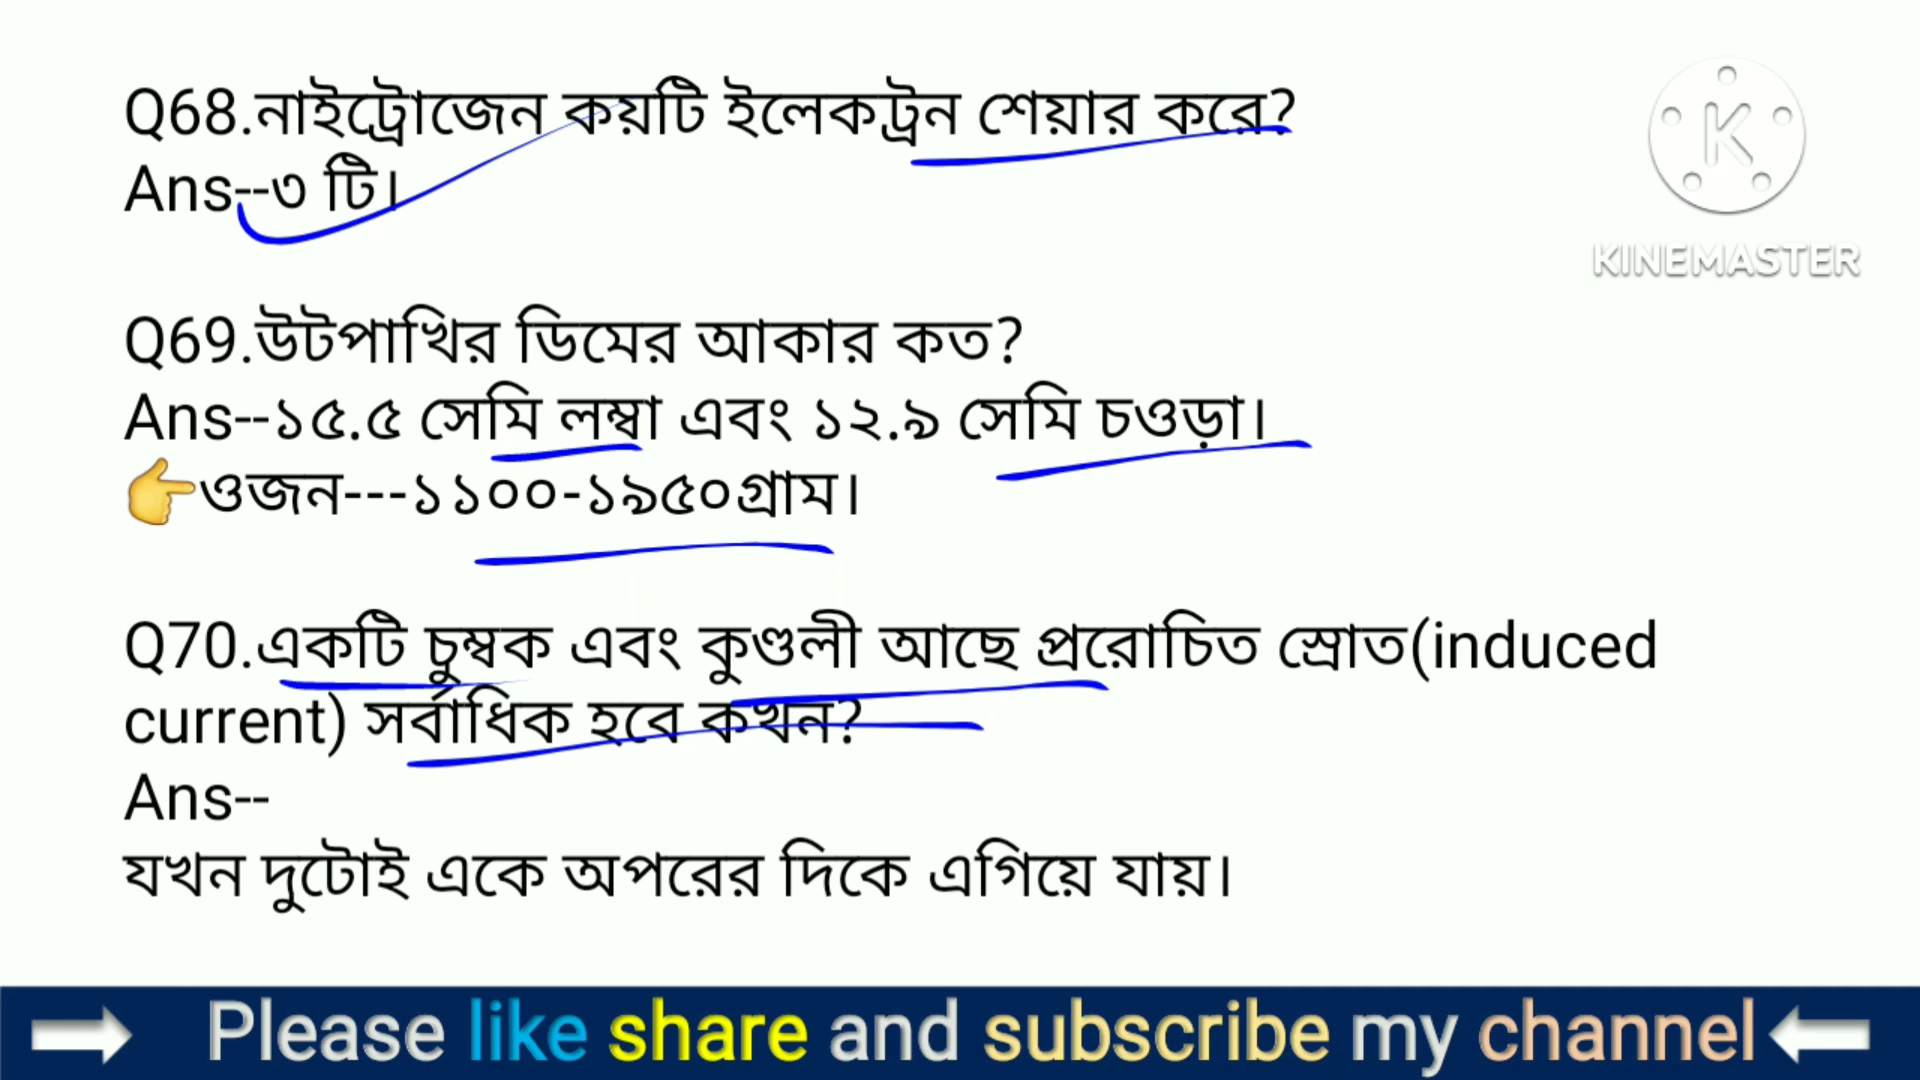 Q68.নাইট্রোজেন কয়টি ইলেকট্রন শেয়ার করে?
Ans--৩ টি।
KINEMASTER
Q69.উটপাখির ডিমের আকার কত?
Ans--১৫.৫ সেমি লম্বা এবং ১২.৯ সেমি চওড়া।
👉ওজন---১১০০-১৯৫০গ্রাম।
Q70.একটি চুম্বক এবং কুণ্ডলী আছে প্ররোচিত স্রোত(induced
current) সর্বাধিক হবে কখন?
Ans--
যখন দুটোই একে অপরের দিকে এগিয়ে যায়।
Please like share and subscribe my channel